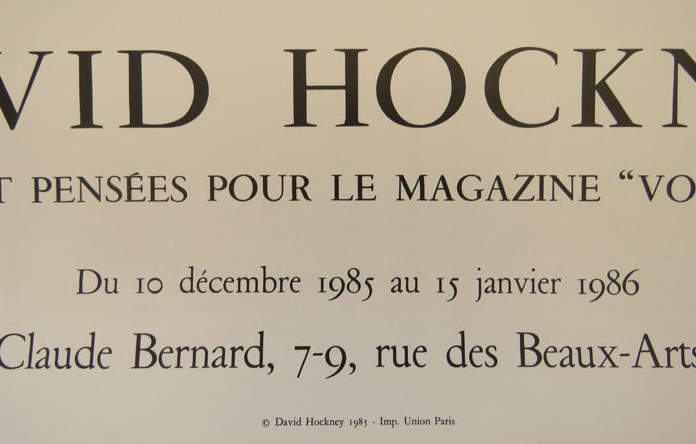 VID HOCKN
T PENSÉES POUR LE MAGAZINE “VO
Du 10 décembre 1985 au 15 janvier 1986
Claude Bernard, 7-9, rue des Beaux-Arts
© David Hockney 1985 - Imp. Union Paris